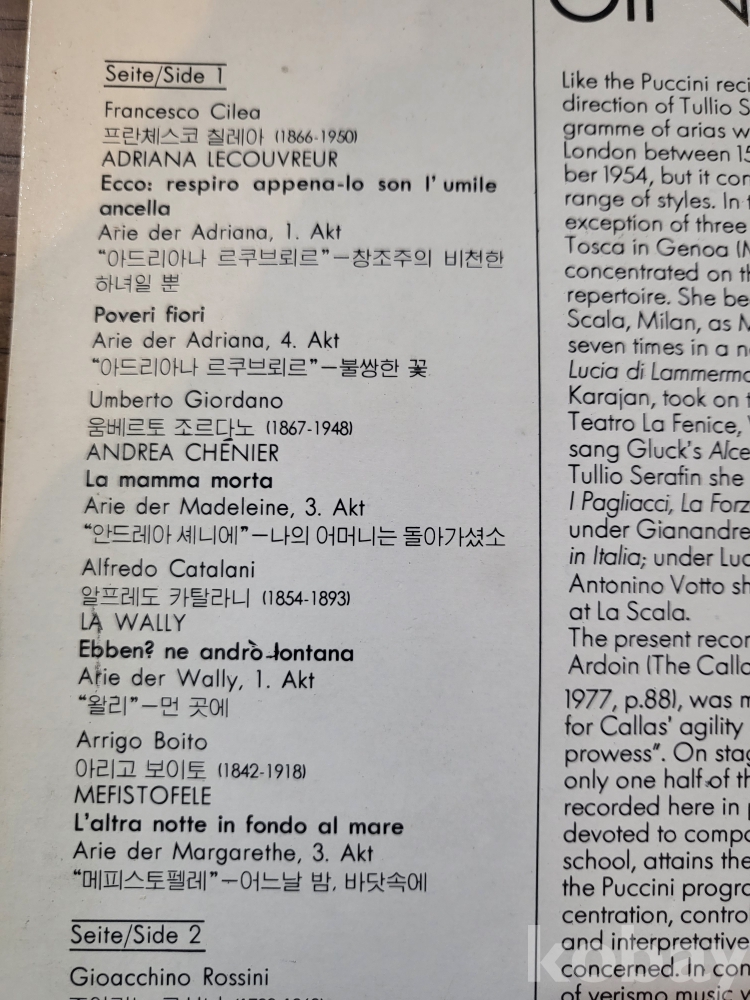 Seite/Side 1
Francesco Cilea
프란체스코 칠레아 (1866-1950)
ADRIANA LECOUVREUR
Ecco: respiro appena-lo son l'umile
ancella
Arie der Adriana, 1. Akt
"아드리아나 르쿠브뢰르"—창조주의 비천한
하녀일 뿐
Poveri fiori
Arie der Adriana, 4. Akt
"아드리아나 르쿠브뢰르"—불쌍한 꽃
Umberto Giordano
움베르토 조르다노 (1867-1948)
ANDREA CHÉNIER
La mamma morta
Arie der Madeleine, 3. Akt
"안드레아 셰니에"—나의 어머니는 돌아가셨소
Alfredo Catalani
알프레도 카탈라니 (1854-1893)
LA WALLY
Ebben? ne andrò lontana
Arie der Wally, 1. Akt
"왈리"—먼 곳에
Arrigo Boito
아리고 보이토 (1842-1918)
MEFISTOFELE
L'altra notte in fondo al mare
Arie der Margarethe, 3. Akt
"메피스토펠레"—어느날 밤, 바닷속에
Seite/Side 2
Gioacchino Rossini
Like the Puccini reci
direction of Tullio S
gramme of arias w
London between 15
ber 1954, but it con
range of styles. In t
exception of three
Tosca in Genoa (M
concentrated on th
repertoire. She be
Scala, Milan, as M
seven times in a n
Lucia di Lammermo
Karajan, took on t
Teatro La Fenice, V
sang Gluck's Alce
Tullio Serafin she
I Pagliacci, La Forz
under Gianandre
in Italia; under Luc
Antonino Votto sh
at La Scala.
The present recor
Ardoin (The Calla
1977, p.88), was m
for Callas' agility
prowess". On stag
only one half of th
recorded here in p
devoted to compo
school, attains the
the Puccini progra
centration, control
and interpretative
concerned. In com
of verismo music w
kobay